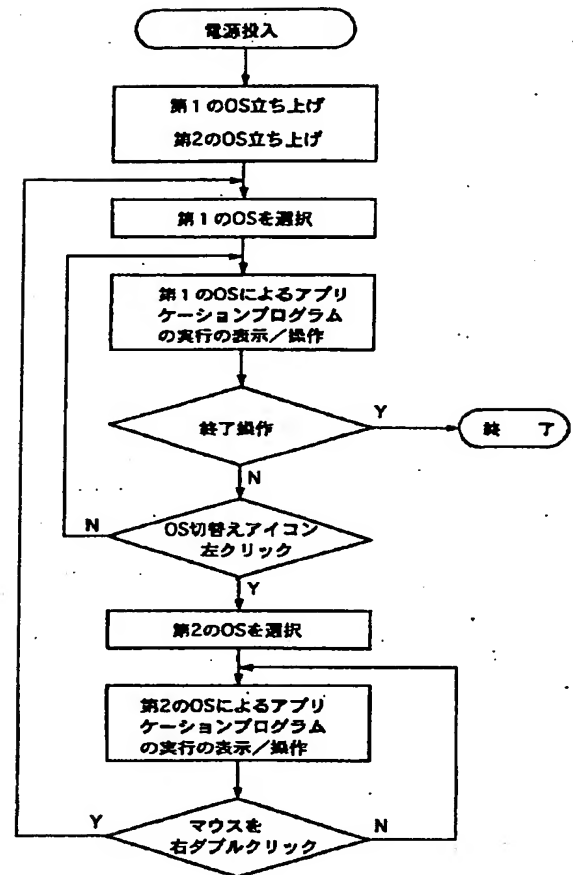 電源投入
第1のOS立ち上げ
第2のOS立ち上げ
第1のOSを選択
第1のOSによるアプリ
ケーションプログラム
の実行の表示／操作
終了操作
Y
終 了
N
N
OS切替えアイコン
左クリック
Y
第2のOSを選択
第2のOSによるアプリ
ケーションプログラム
の実行の表示／操作
Y
マウスを
右ダブルクリック
N